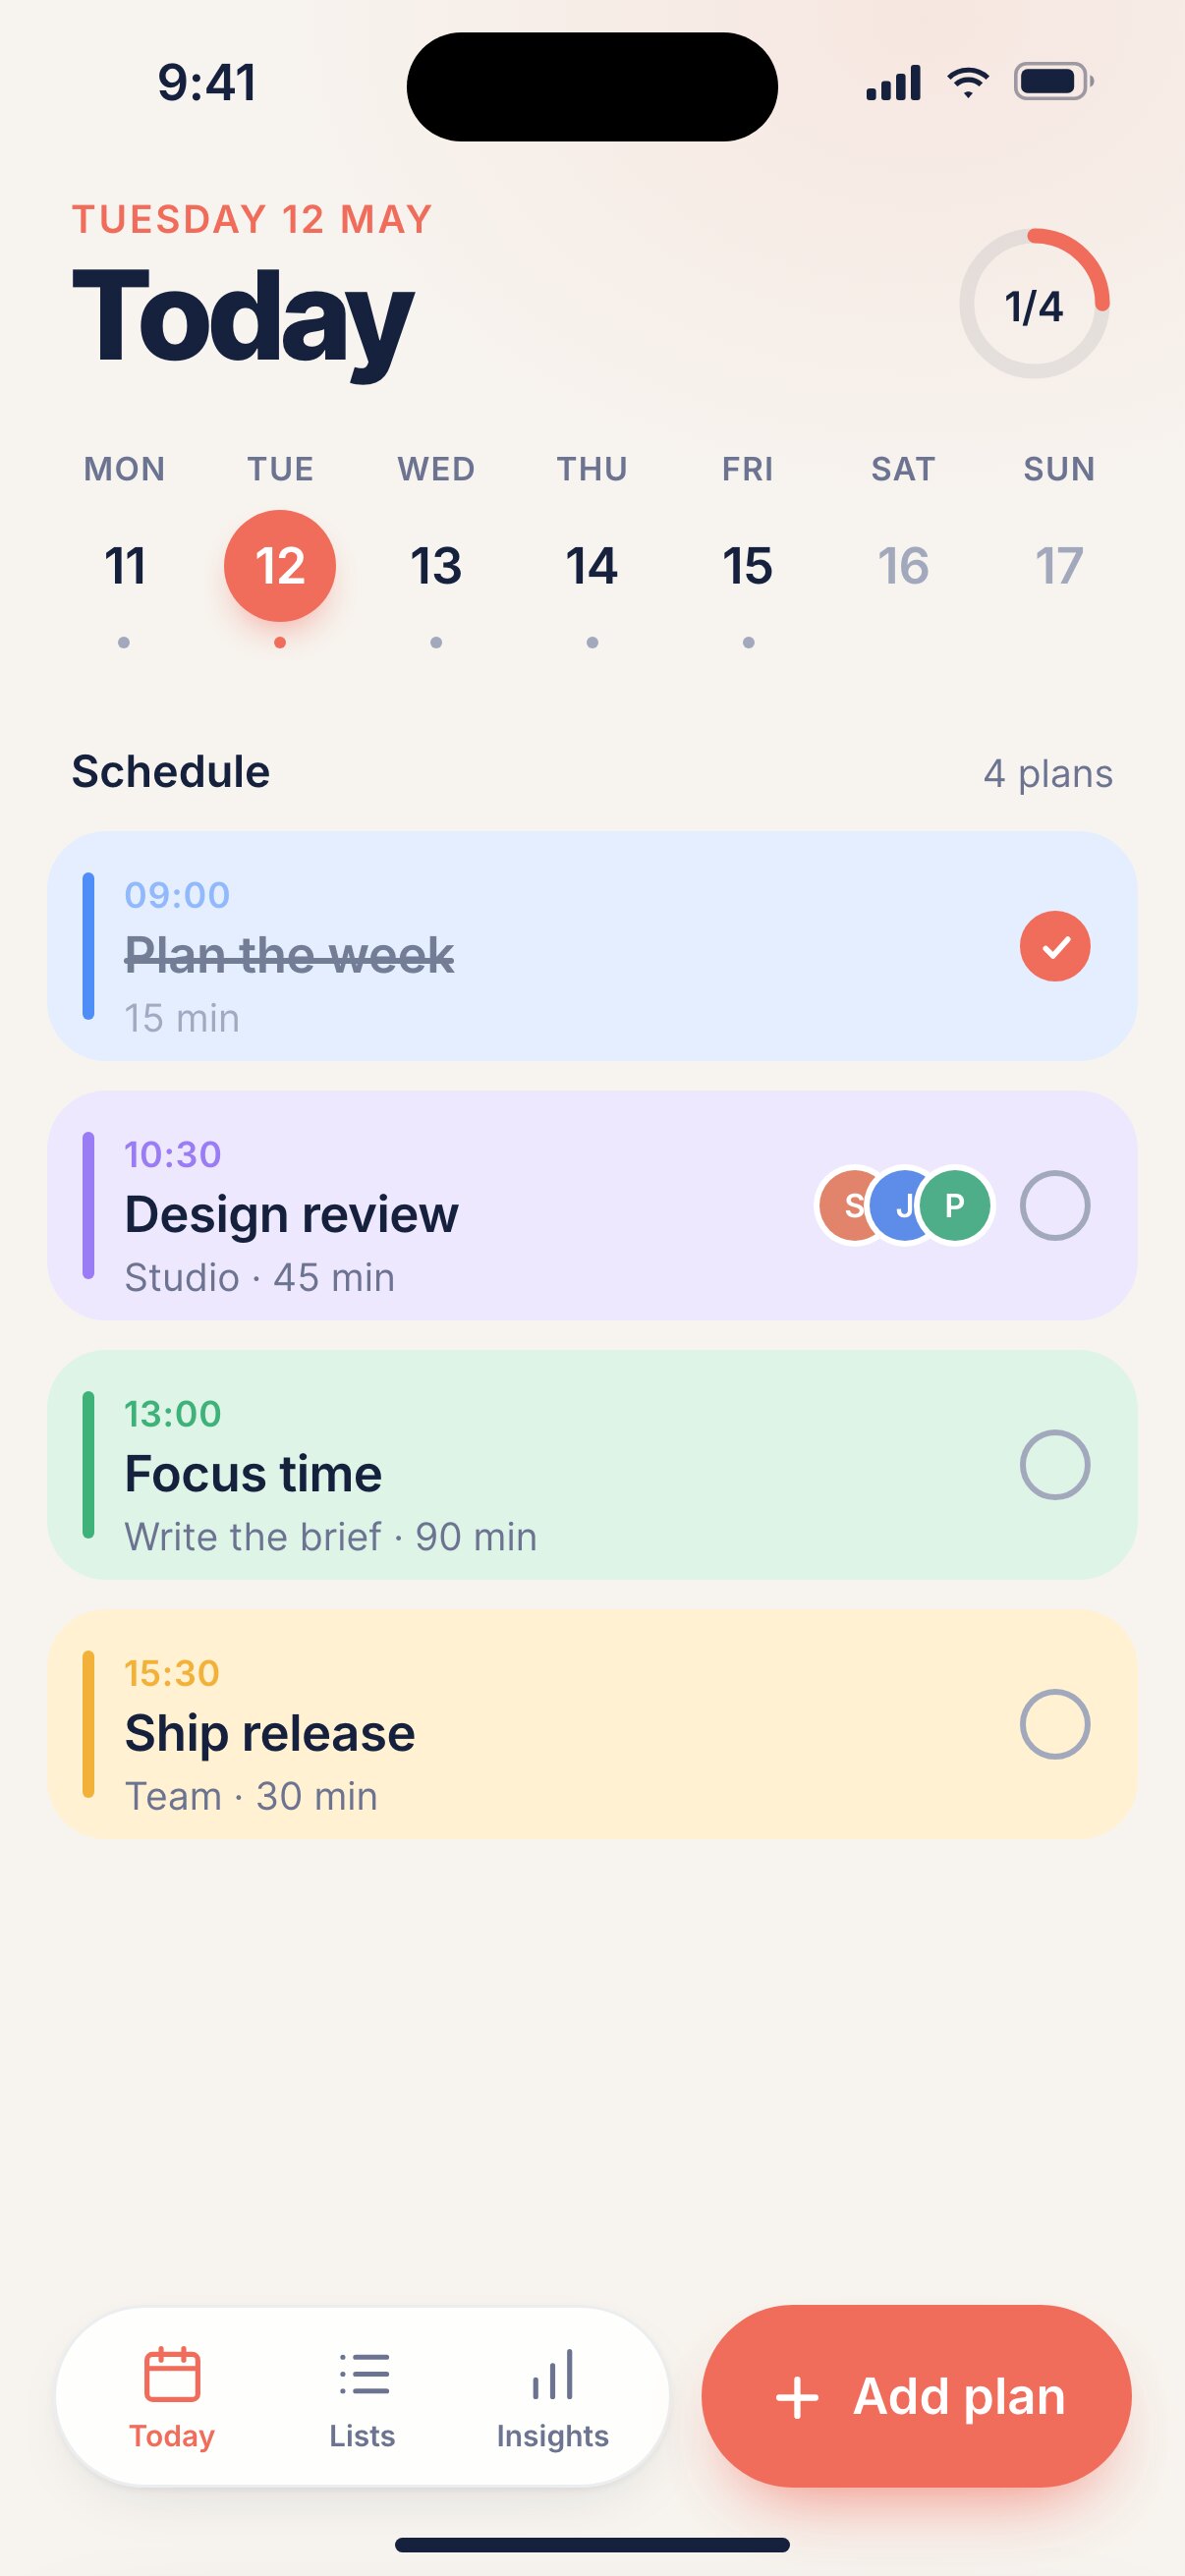 9:41
TUESDAY 12 MAY
Today
1/4
MON TUE WED THU FRI SAT SUN
11 12 13 14 15 16 17
Schedule
4 plans
09:00
Plan the week
15 min
10:30
Design review
Studio · 45 min
S J P
13:00
Focus time
Write the brief · 90 min
15:30
Ship release
Team · 30 min
Today Lists Insights
Add plan